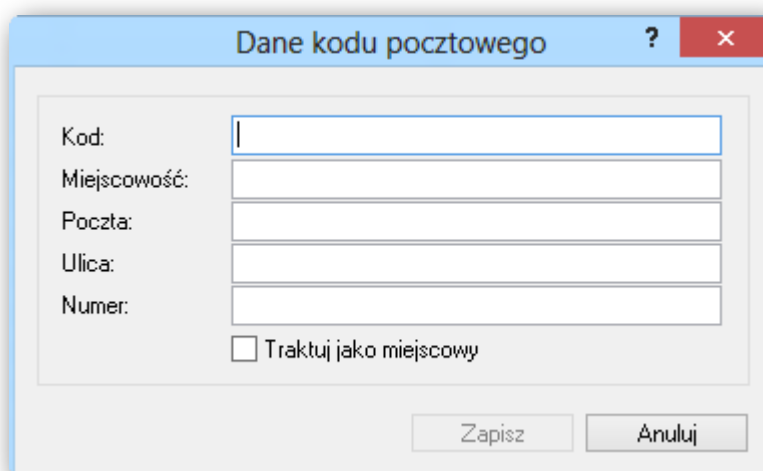 Dane kodu pocztowego ? ×
Kod:
Miejscowość:
Poczta:
Ulica:
Numer:
Traktuj jako miejscowy
Zapisz Anuluj